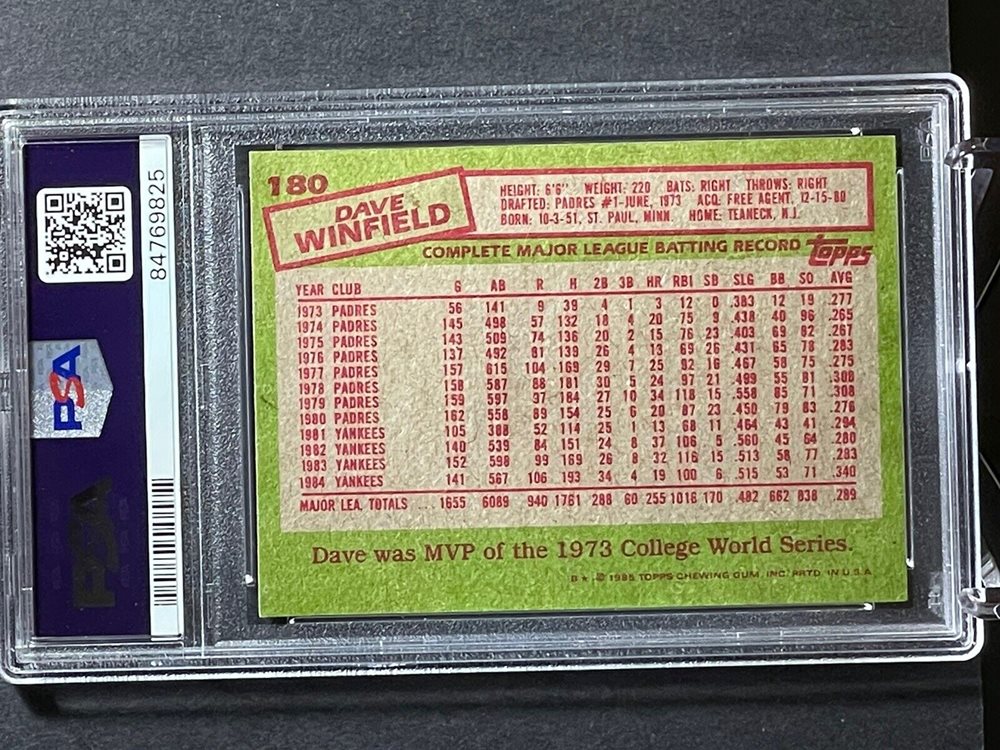 180
DAVE
WINFIELD
HEIGHT: 6'6" WEIGHT: 220 BATS: RIGHT THROWS: RIGHT
DRAFTED: PADRES #1-JUNE, 1973 ACQ: FREE AGENT, 12-15-80
BORN: 10-3-51, ST. PAUL, MINN. HOME: TEANECK, N.J.
COMPLETE MAJOR LEAGUE BATTING RECORD
TOPPS
YEAR CLUB G AB R H 2B 3B HR RBI SB SLG BB SO AVG
1973 PADRES 56 141 9 39 4 1 3 12 0 .383 12 19 .277
1974 PADRES 145 498 57 132 18 4 20 75 9 .438 40 96 .265
1975 PADRES 143 509 74 136 20 2 15 76 23 .403 69 82 .267
1976 PADRES 137 492 81 139 26 4 13 69 26 .431 65 78 .283
1977 PADRES 157 615 104 169 29 7 25 92 16 .467 58 75 .275
1978 PADRES 158 587 88 181 30 5 24 97 21 .499 55 81 .308
1979 PADRES 159 597 97 184 27 10 34 118 15 .558 85 71 .308
1980 PADRES 162 558 89 154 25 6 20 87 23 .450 79 83 .276
1981 YANKEES 105 388 52 114 25 1 13 68 11 .464 43 41 .294
1982 YANKEES 140 539 84 151 24 8 37 106 5 .560 45 64 .280
1983 YANKEES 152 598 99 169 26 8 32 116 15 .513 58 77 .283
1984 YANKEES 141 567 106 193 34 4 19 100 6 .515 53 71 .340
MAJOR LEA. TOTALS ... 1655 6089 940 1761 288 60 255 1016 170 .482 662 838 .289
Dave was MVP of the 1973 College World Series.
B★ © 1985 TOPPS CHEWING GUM, INC. PRTD. IN U.S.A.
84769825
PSA
PSA